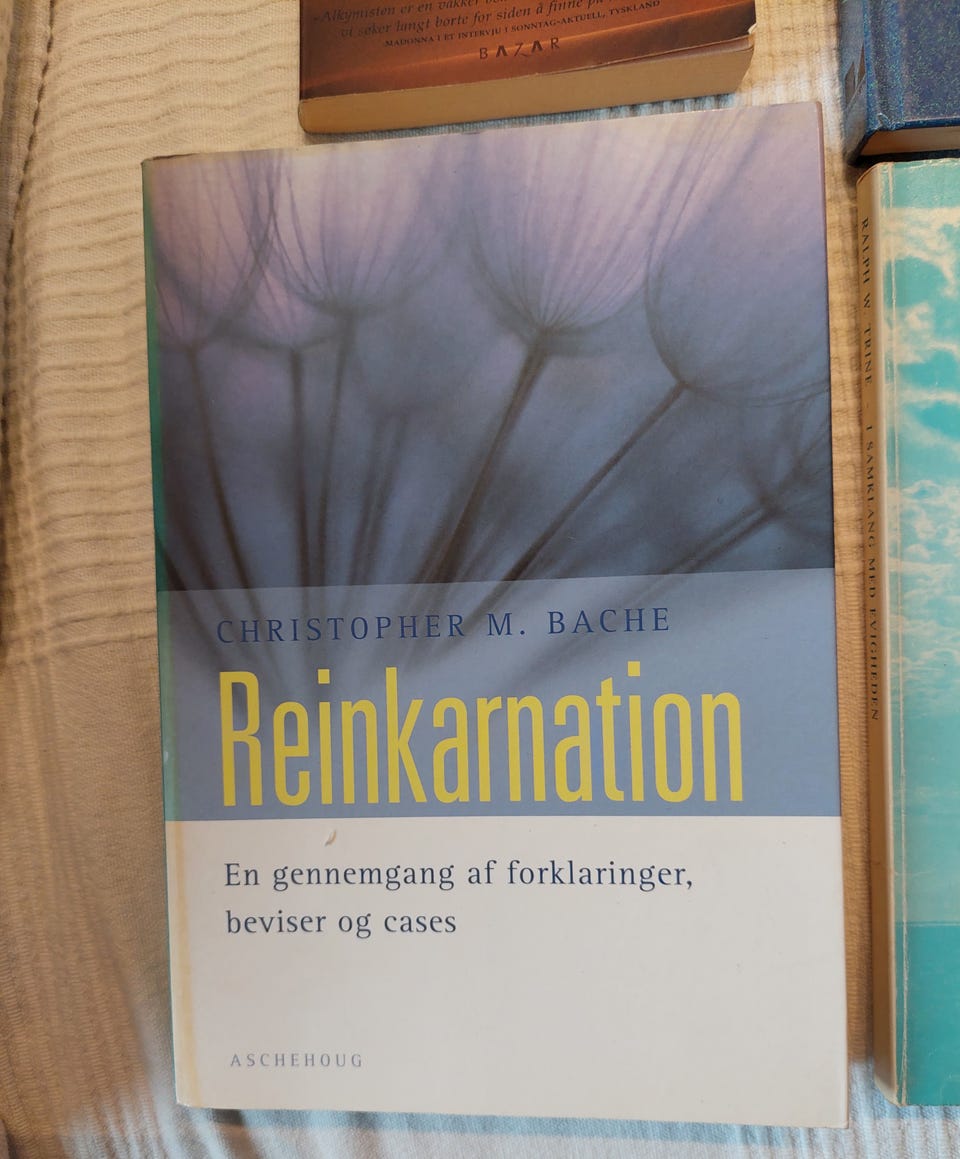 «Alkymisten er en vakker
vi søker langt borte for siden å finne på
MADONNA I ET INTERVJU I SONNTAG-AKTUELL, TYSKLAND
BAZAR
CHRISTOPHER M. BACHE
Reinkarnation
En gennemgang af forklaringer,
beviser og cases
ASCHEHOUG
RALPH W. TRINE - I SAMKLANG MED EVIGHEDEN